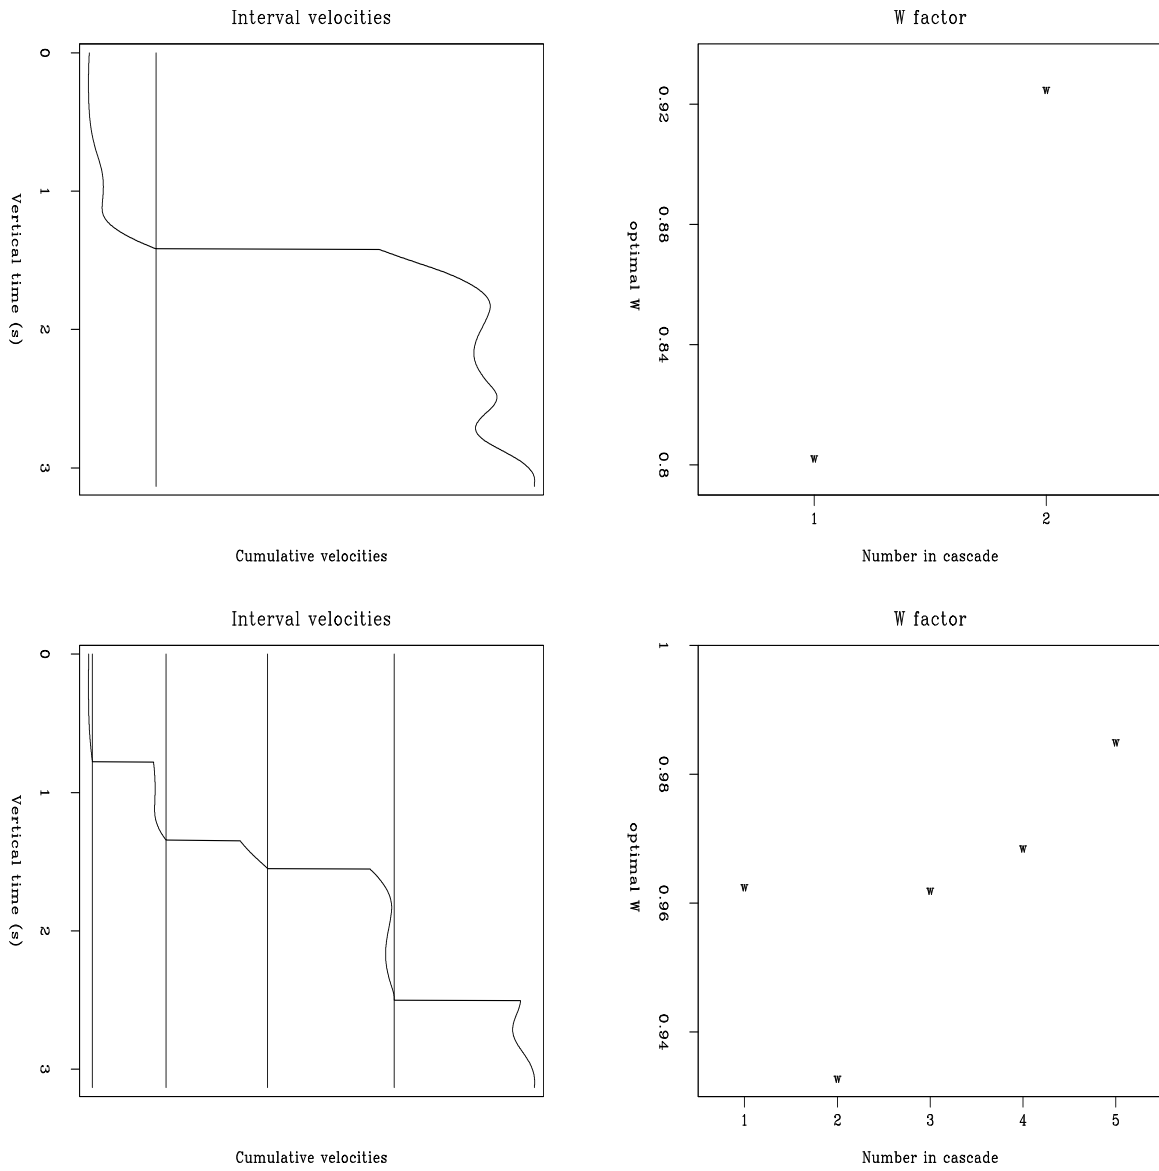 Interval velocities
0
1
2
3
Vertical time (s)
Cumulative velocities
W factor
0.92
0.88
0.84
0.8
optimal W
w
w
1
2
Number in cascade
Interval velocities
0
1
2
3
Vertical time (s)
Cumulative velocities
W factor
1
0.98
0.96
0.94
optimal W
w
w
w
w
w
1
2
3
4
5
Number in cascade